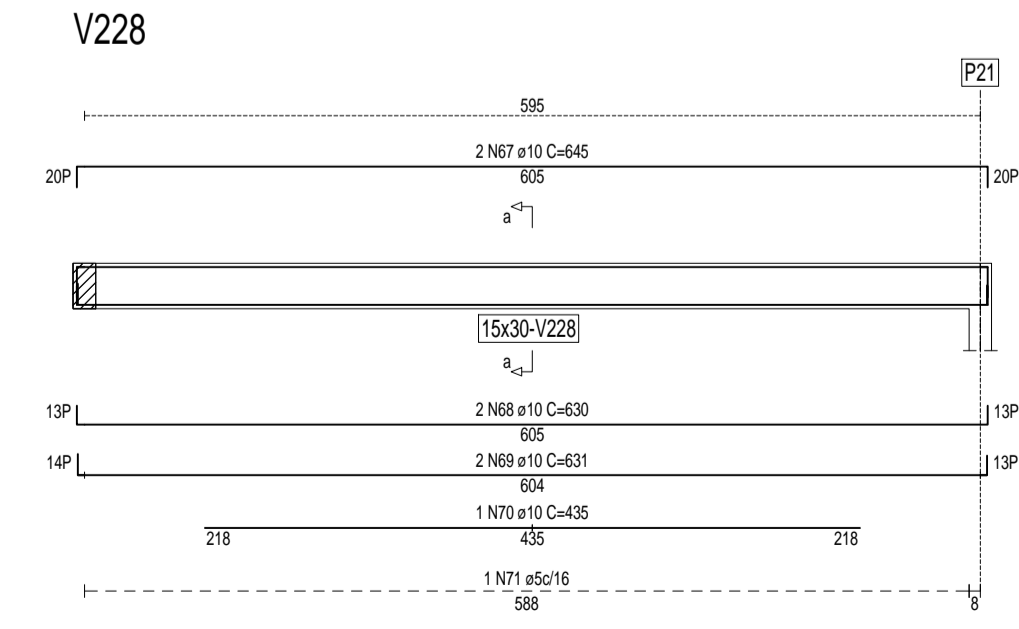 V228
P21
595
2 N67 ø10 C=645
20P 605 20P
a
15x30-V228
a
2 N68 ø10 C=630
13P 605 13P
2 N69 ø10 C=631
14P 604 13P
1 N70 ø10 C=435
218 435 218
1 N71 ø5c/16
588 8